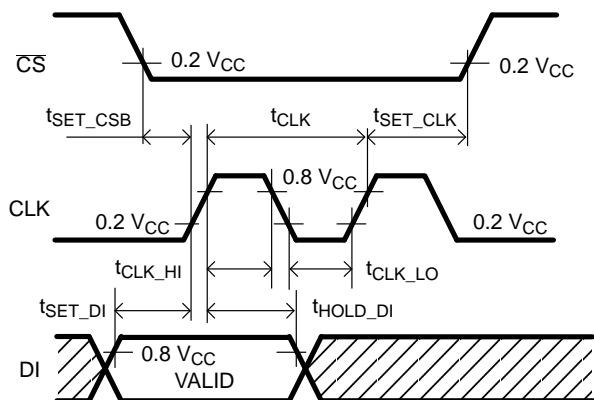 CS
0.2 VCC
0.2 VCC
tSET_CSB
tCLK
tSET_CLK
CLK
0.8 VCC
0.2 VCC
0.2 VCC
tCLK_HI
tCLK_LO
tSET_DI
tHOLD_DI
DI
0.8 VCC
VALID